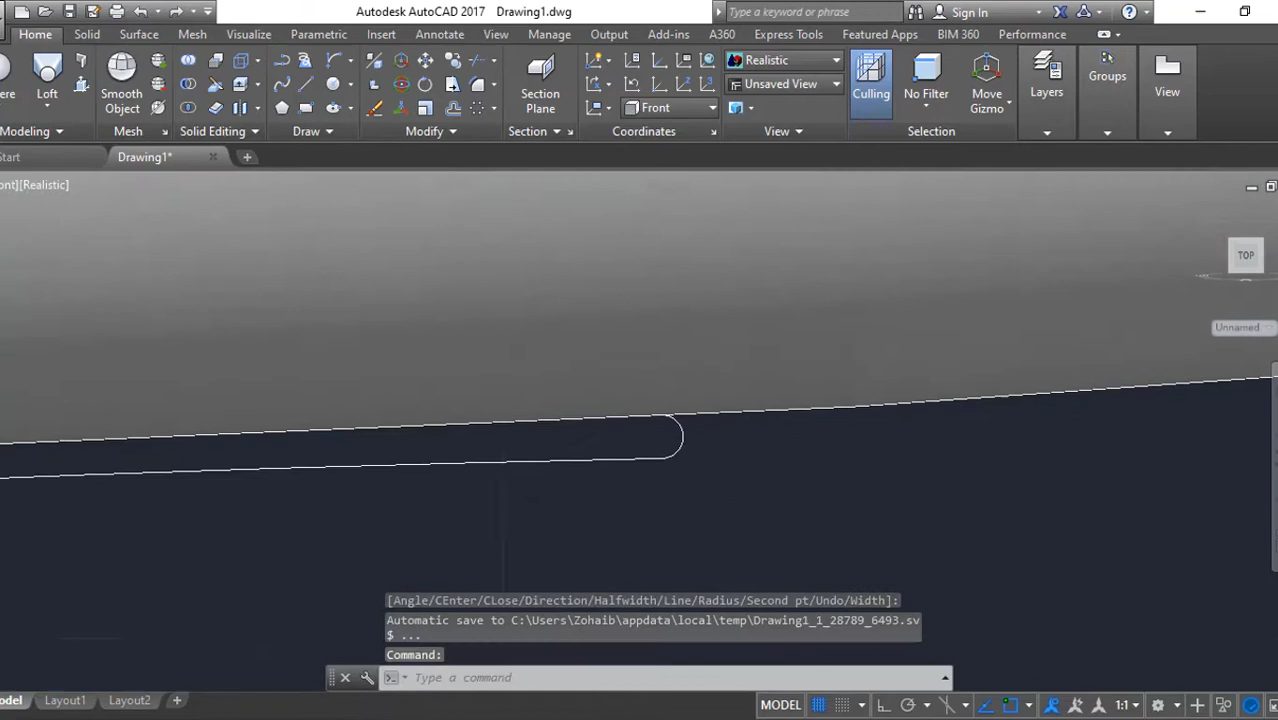 Autodesk AutoCAD 2017 Drawing1.dwg
Type a keyword or phrase
Sign In
Home Solid Surface Mesh Visualize Parametric Insert Annotate View Manage Output Add-ins A360 Express Tools Featured Apps BIM 360 Performance
ere Loft Smooth Object Section Plane Realistic Unsaved View Front Culling No Filter Move Gizmo Layers Groups View
Modeling Mesh Solid Editing Draw Modify Section Coordinates View Selection
Start Drawing1*
ont][Realistic]
TOP
Unnamed
[Angle/CEnter/CLose/Direction/Halfwidth/Line/Radius/Second pt/Undo/Width]:
Automatic save to C:\Users\Zohaib\appdata\local\temp\Drawing1_1_28789_6493.sv
$ ...
Command:
Type a command
odel Layout1 Layout2
MODEL 1:1